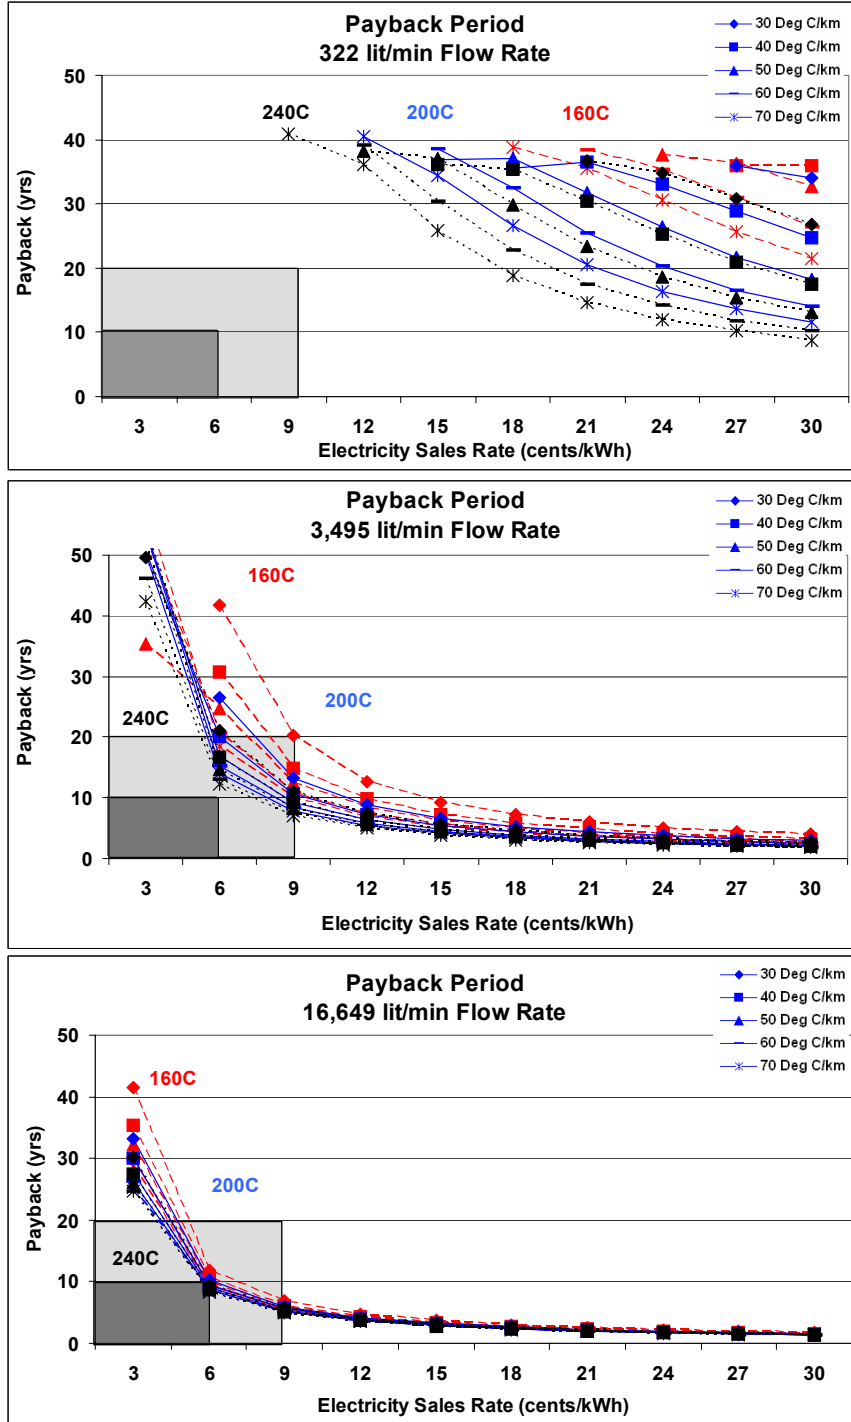 Payback Period
322 lit/min Flow Rate
30 Deg C/km
40 Deg C/km
50 Deg C/km
60 Deg C/km
70 Deg C/km
240C 200C 160C
Payback (yrs)
50
40
30
20
10
0
3 6 9 12 15 18 21 24 27 30
Electricity Sales Rate (cents/kWh)
Payback Period
3,495 lit/min Flow Rate
30 Deg C/km
40 Deg C/km
50 Deg C/km
60 Deg C/km
70 Deg C/km
160C
200C
240C
Payback (yrs)
50
40
30
20
10
0
3 6 9 12 15 18 21 24 27 30
Electricity Sales Rate (cents/kWh)
Payback Period
16,649 lit/min Flow Rate
30 Deg C/km
40 Deg C/km
50 Deg C/km
60 Deg C/km
70 Deg C/km
160C
200C
240C
Payback (yrs)
50
40
30
20
10
0
3 6 9 12 15 18 21 24 27 30
Electricity Sales Rate (cents/kWh)